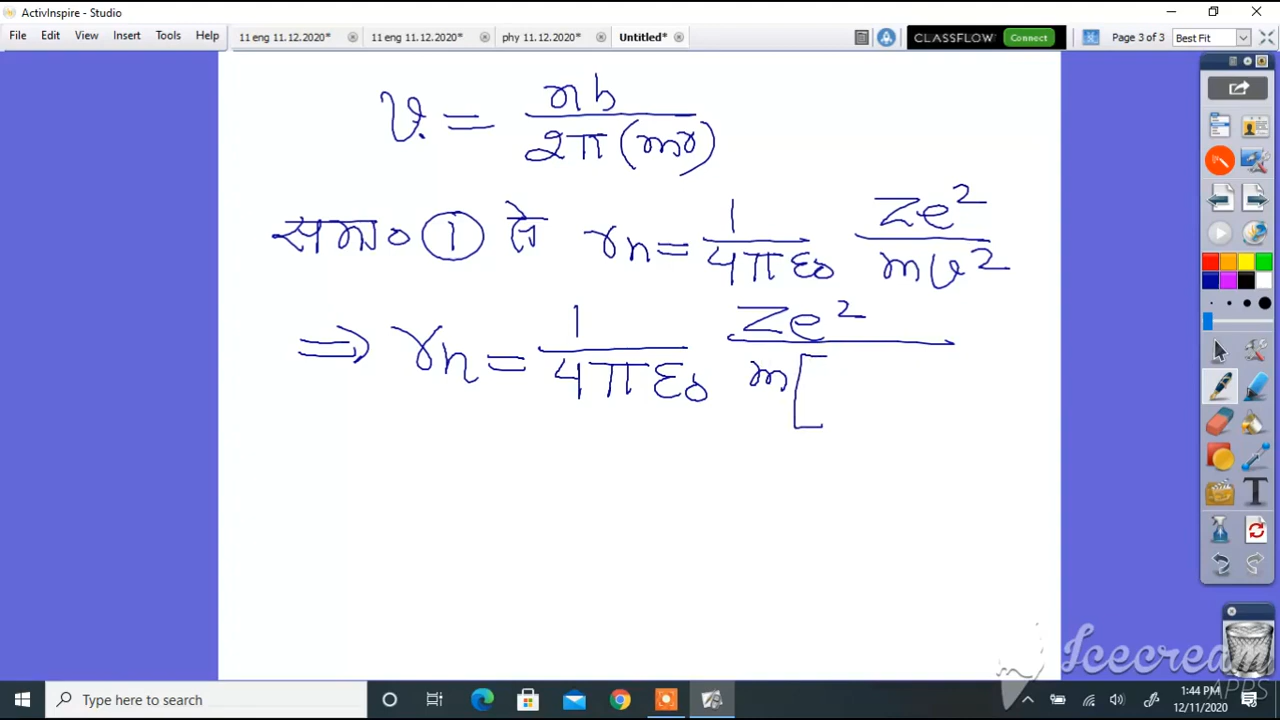 ActivInspire - Studio
File Edit View Insert Tools Help 11 eng 11.12.2020* 11 eng 11.12.2020* phy 11.12.2020* Untitled* CLASSFLOW Connect Page 3 of 3 Best Fit
v = nh / 2π(mr)
समी० ① से rn = 1 / 4πε0 Ze² / mv²
⇒ rn = 1 / 4πε0 Ze² / m[
Icecream
APPS
Type here to search
1:44 PM
12/11/2020